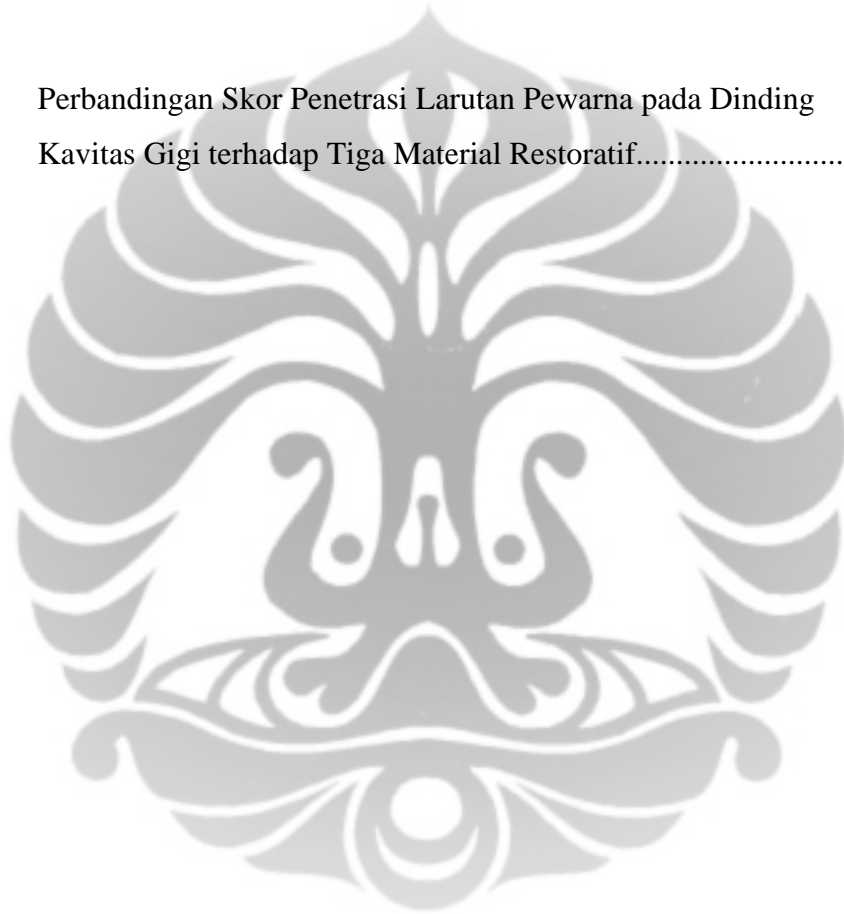 Perbandingan Skor Penetrasi Larutan Pewarna pada Dinding
Kavitas Gigi terhadap Tiga Material Restoratif..........................